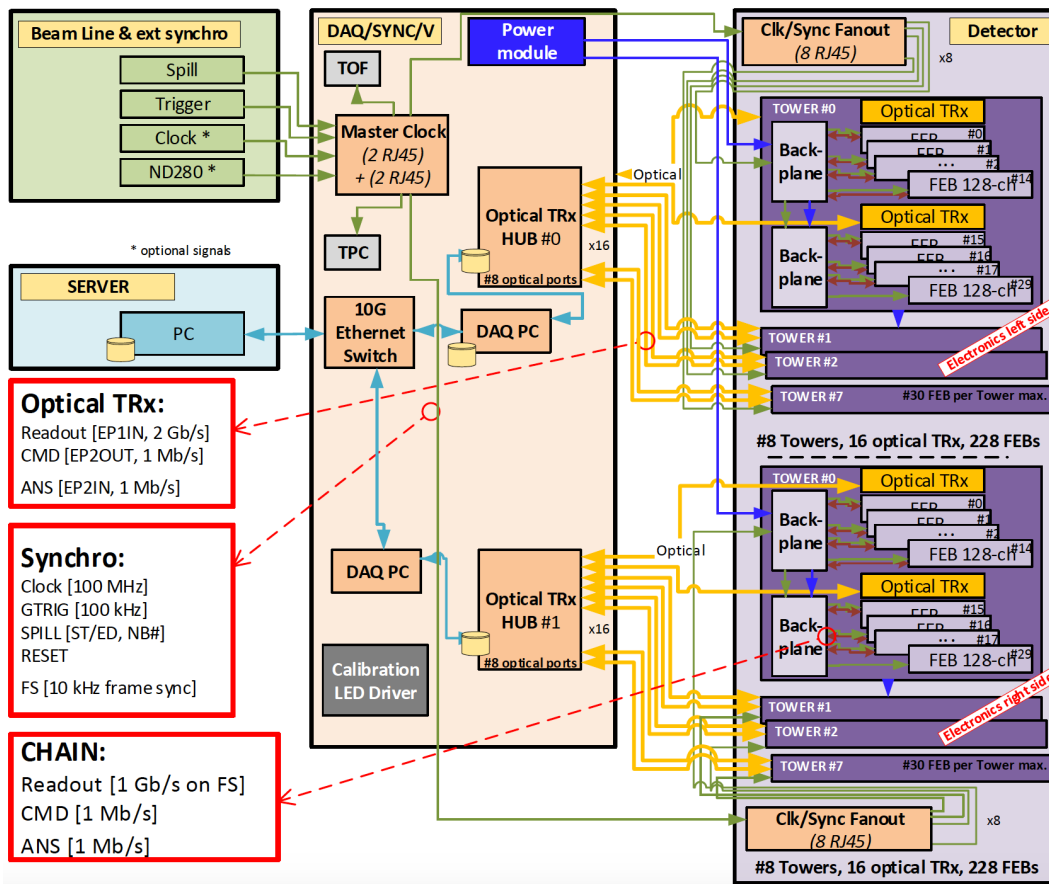 Beam Line & ext synchro
Spill
Trigger
Clock *
ND280 *
* optional signals
SERVER
PC
DAQ/SYNC/V
TOF
Master Clock
(2 RJ45)
+ (2 RJ45)
TPC
Power
module
Optical TRx
HUB #0
#8 optical ports
x16
10G
Ethernet
Switch
DAQ PC
DAQ PC
Optical TRx
HUB #1
#8 optical ports
x16
Calibration
LED Driver
Optical
Optical
Optical TRx:
Readout [EP1IN, 2 Gb/s]
CMD [EP2OUT, 1 Mb/s]
ANS [EP2IN, 1 Mb/s]
Synchro:
Clock [100 MHz]
GTRIG [100 kHz]
SPILL [ST/ED, NB#]
RESET
FS [10 kHz frame sync]
CHAIN:
Readout [1 Gb/s on FS]
CMD [1 Mb/s]
ANS [1 Mb/s]
Clk/Sync Fanout
(8 RJ45)
x8
Detector
TOWER #0
Optical TRx
Back-
plane
FEB #0
#1
... #2
FEB 128-ch #14
Optical TRx
Back-
plane
FEB #15
#16
... #17
FEB 128-ch #29
Electronics left side
TOWER #1
TOWER #2
TOWER #7
#30 FEB per Tower max.
#8 Towers, 16 optical TRx, 228 FEBs
TOWER #0
Optical TRx
Back-
plane
FEB #0
#1
... #2
FEB 128-ch #14
Optical TRx
Back-
plane
FEB #15
#16
... #17
FEB 128-ch #29
Electronics right side
TOWER #1
TOWER #2
TOWER #7
#30 FEB per Tower max.
Clk/Sync Fanout
(8 RJ45)
x8
#8 Towers, 16 optical TRx, 228 FEBs